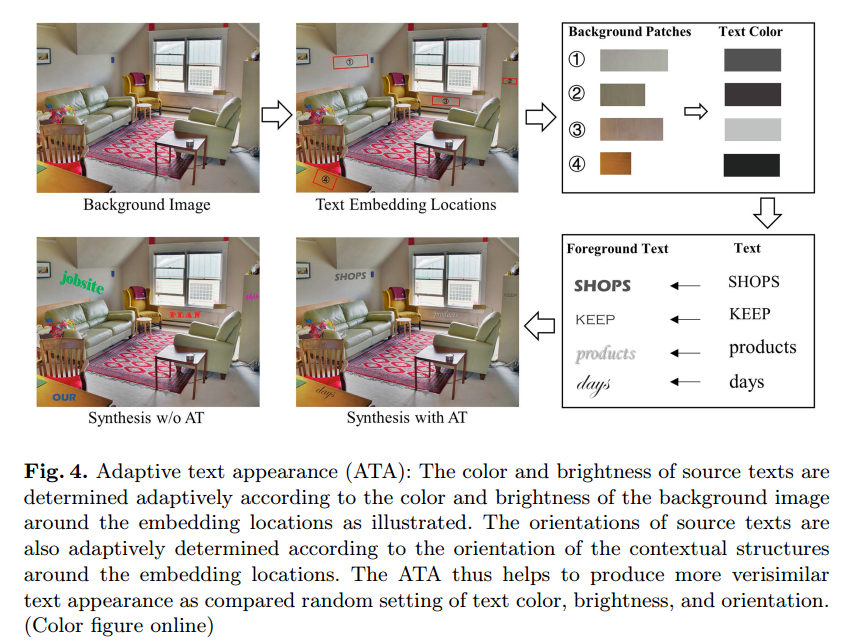 Background Patches Text Color
①
②
③
④
① ② ③ ④
Background Image
Text Embedding Locations
Foreground Text Text
SHOPS SHOPS
KEEP KEEP
products products
days days
jobsite
PLAN
OUR
SHOPS
KEEP
products
days
Synthesis w/o AT
Synthesis with AT
Fig. 4. Adaptive text appearance (ATA): The color and brightness of source texts are
determined adaptively according to the color and brightness of the background image
around the embedding locations as illustrated. The orientations of source texts are
also adaptively determined according to the orientation of the contextual structures
around the embedding locations. The ATA thus helps to produce more verisimilar
text appearance as compared random setting of text color, brightness, and orientation.
(Color figure online)